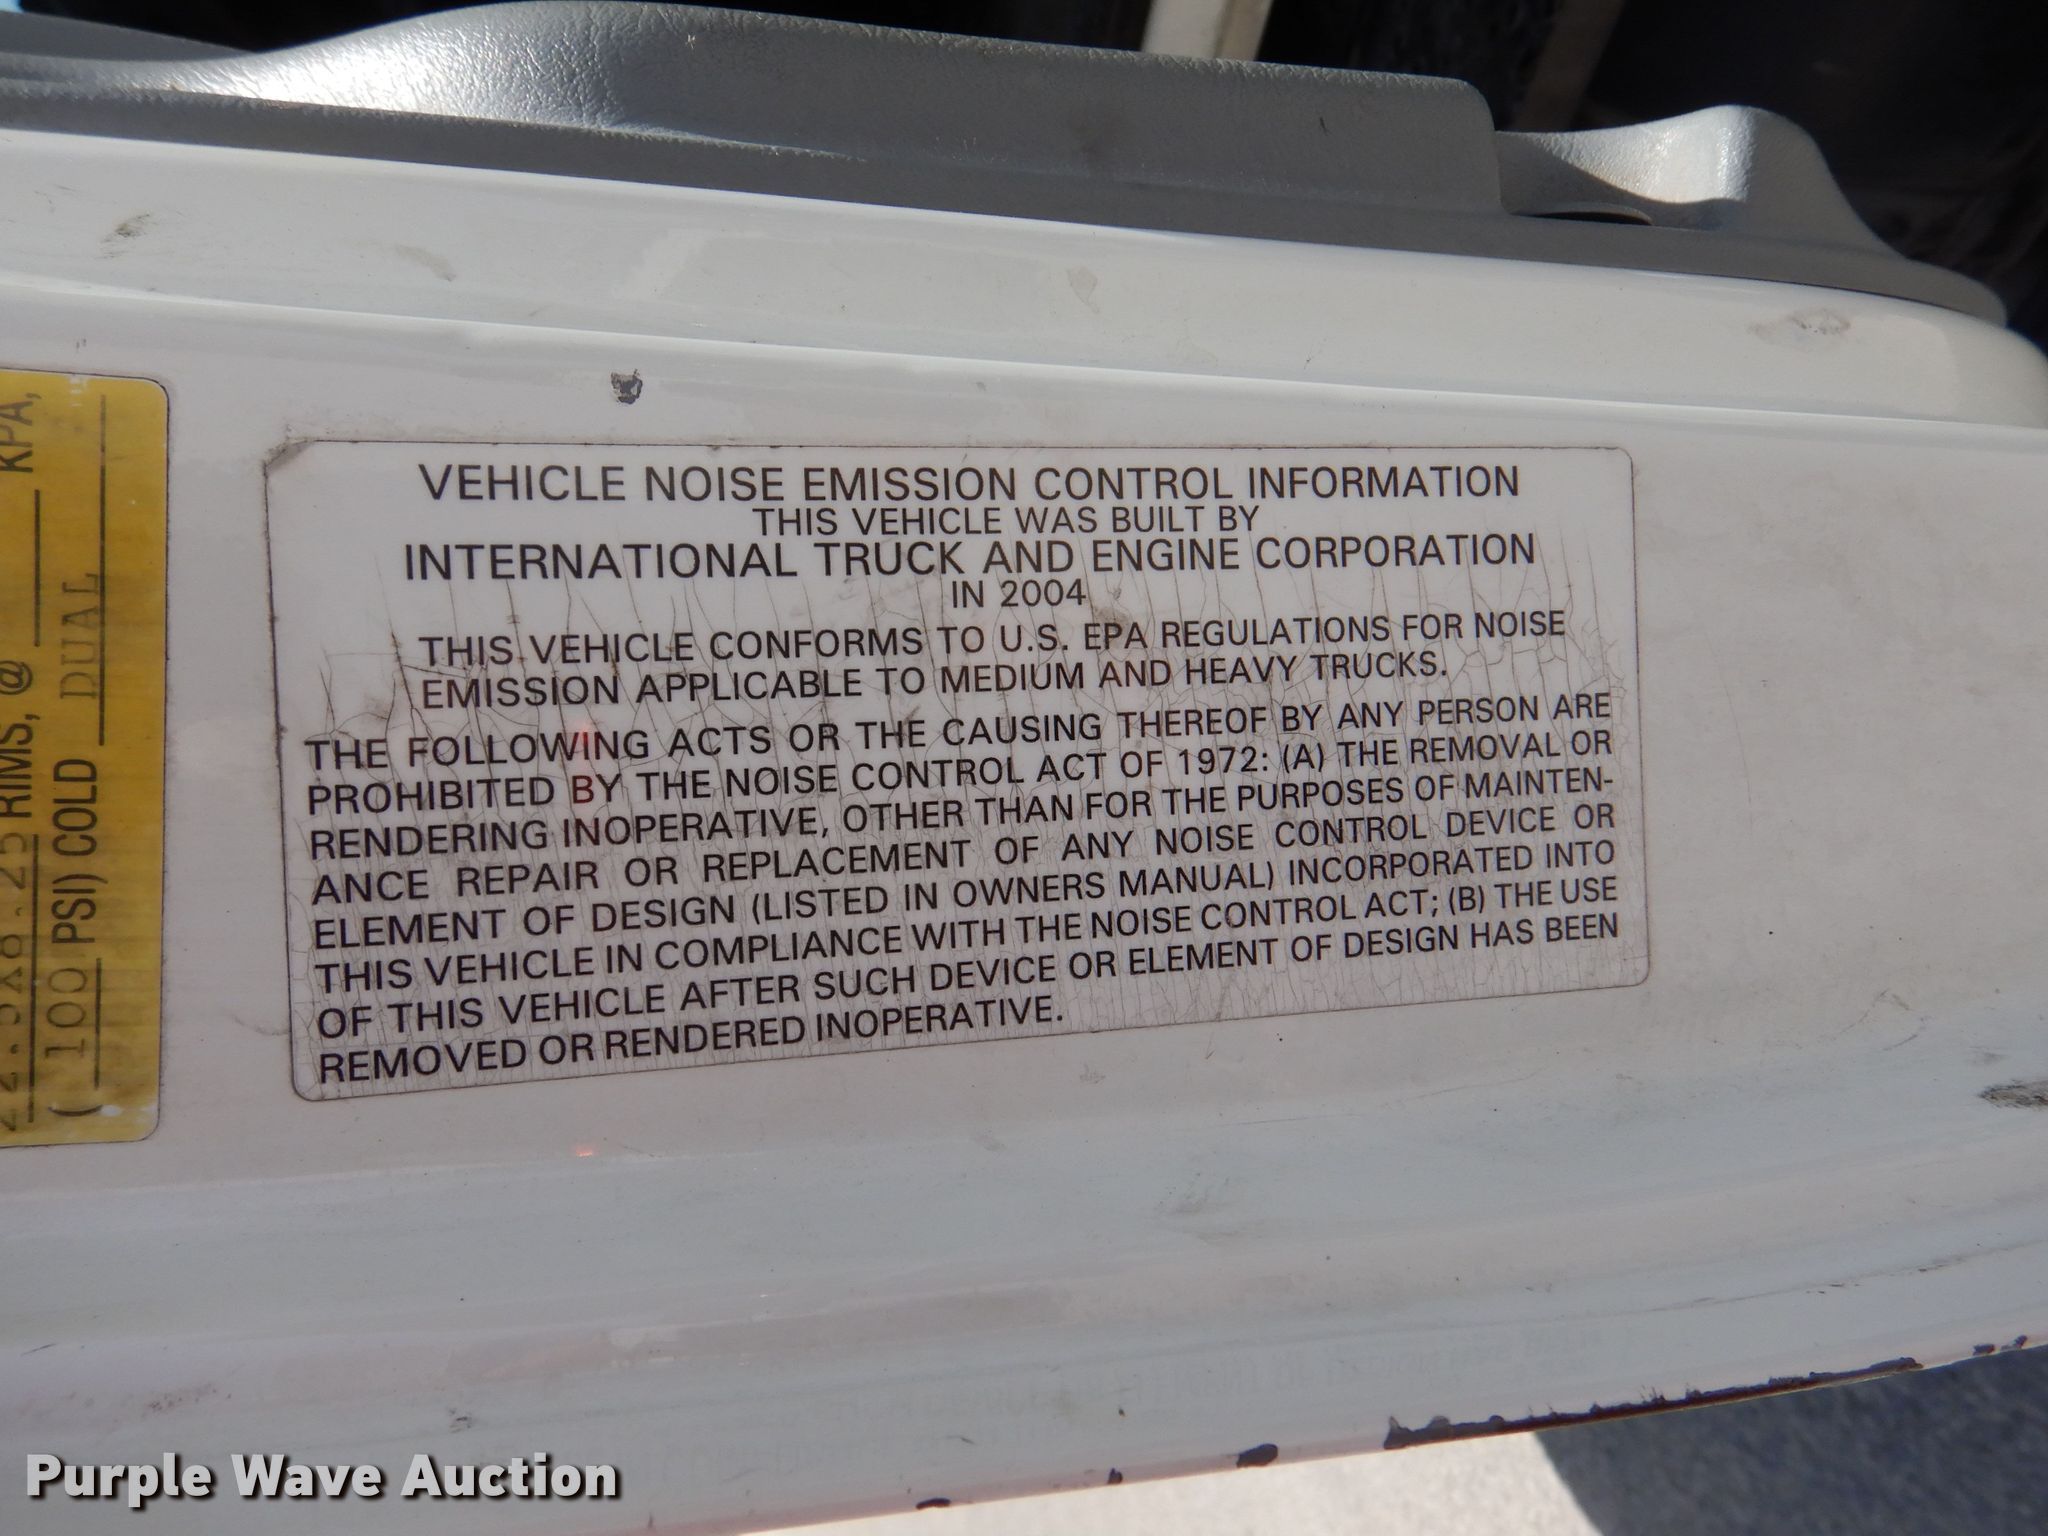 KPA,
22.5X8.25 RIMS, @
(100 PSI) COLD DUAL
VEHICLE NOISE EMISSION CONTROL INFORMATION
THIS VEHICLE WAS BUILT BY
INTERNATIONAL TRUCK AND ENGINE CORPORATION
IN 2004
THIS VEHICLE CONFORMS TO U.S. EPA REGULATIONS FOR NOISE
EMISSION APPLICABLE TO MEDIUM AND HEAVY TRUCKS.
THE FOLLOWING ACTS OR THE CAUSING THEREOF BY ANY PERSON ARE
PROHIBITED BY THE NOISE CONTROL ACT OF 1972: (A) THE REMOVAL OR
RENDERING INOPERATIVE, OTHER THAN FOR THE PURPOSES OF MAINTEN-
ANCE REPAIR OR REPLACEMENT OF ANY NOISE CONTROL DEVICE OR
ELEMENT OF DESIGN (LISTED IN OWNERS MANUAL) INCORPORATED INTO
THIS VEHICLE IN COMPLIANCE WITH THE NOISE CONTROL ACT; (B) THE USE
OF THIS VEHICLE AFTER SUCH DEVICE OR ELEMENT OF DESIGN HAS BEEN
REMOVED OR RENDERED INOPERATIVE.
Purple Wave Auction